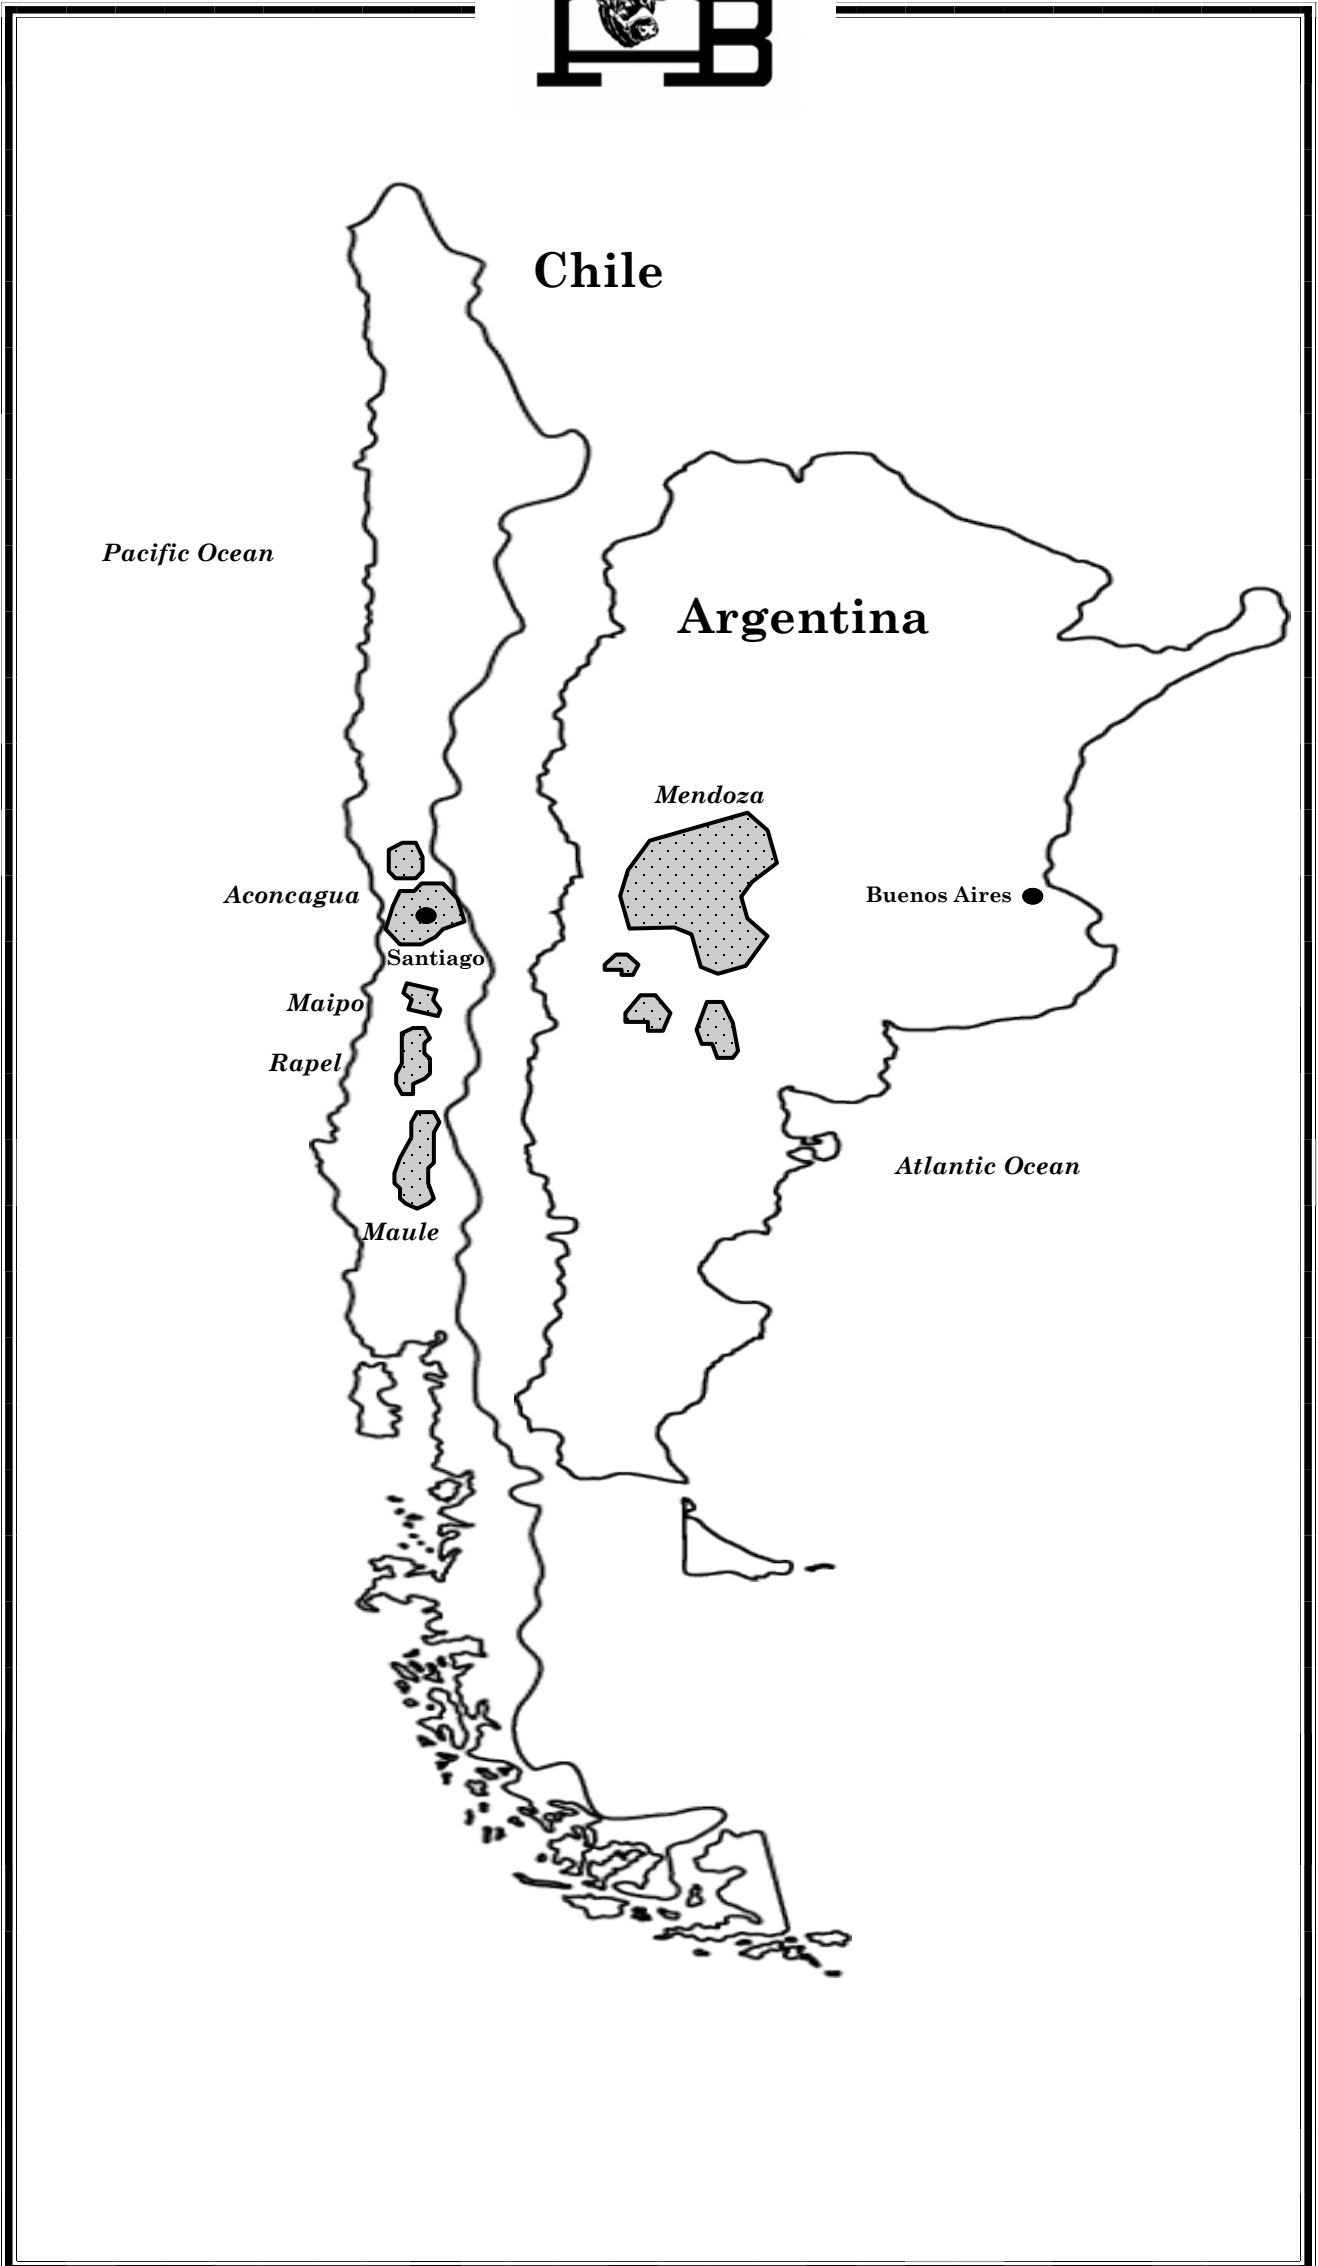 B
Chile
Pacific Ocean
Argentina
Mendoza
Aconcagua
Buenos Aires
Santiago
Maipo
Rapel
Atlantic Ocean
Maule